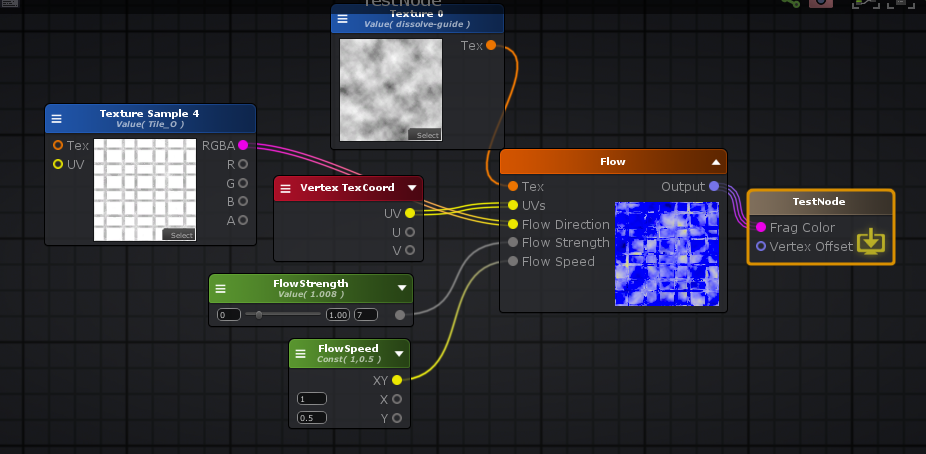 TestNode
Texture 0
Value( dissolve-guide )
Tex
Select
Texture Sample 4
Value( Tile_O )
Tex
RGBA
UV
R
G
B
A
Select
Vertex TexCoord
UV
U
V
Flow
Tex
Output
UVs
Flow Direction
Flow Strength
Flow Speed
TestNode
Frag Color
Vertex Offset
FlowStrength
Value( 1.008 )
0
1.00
7
FlowSpeed
Const( 1,0.5 )
XY
1
X
0.5
Y